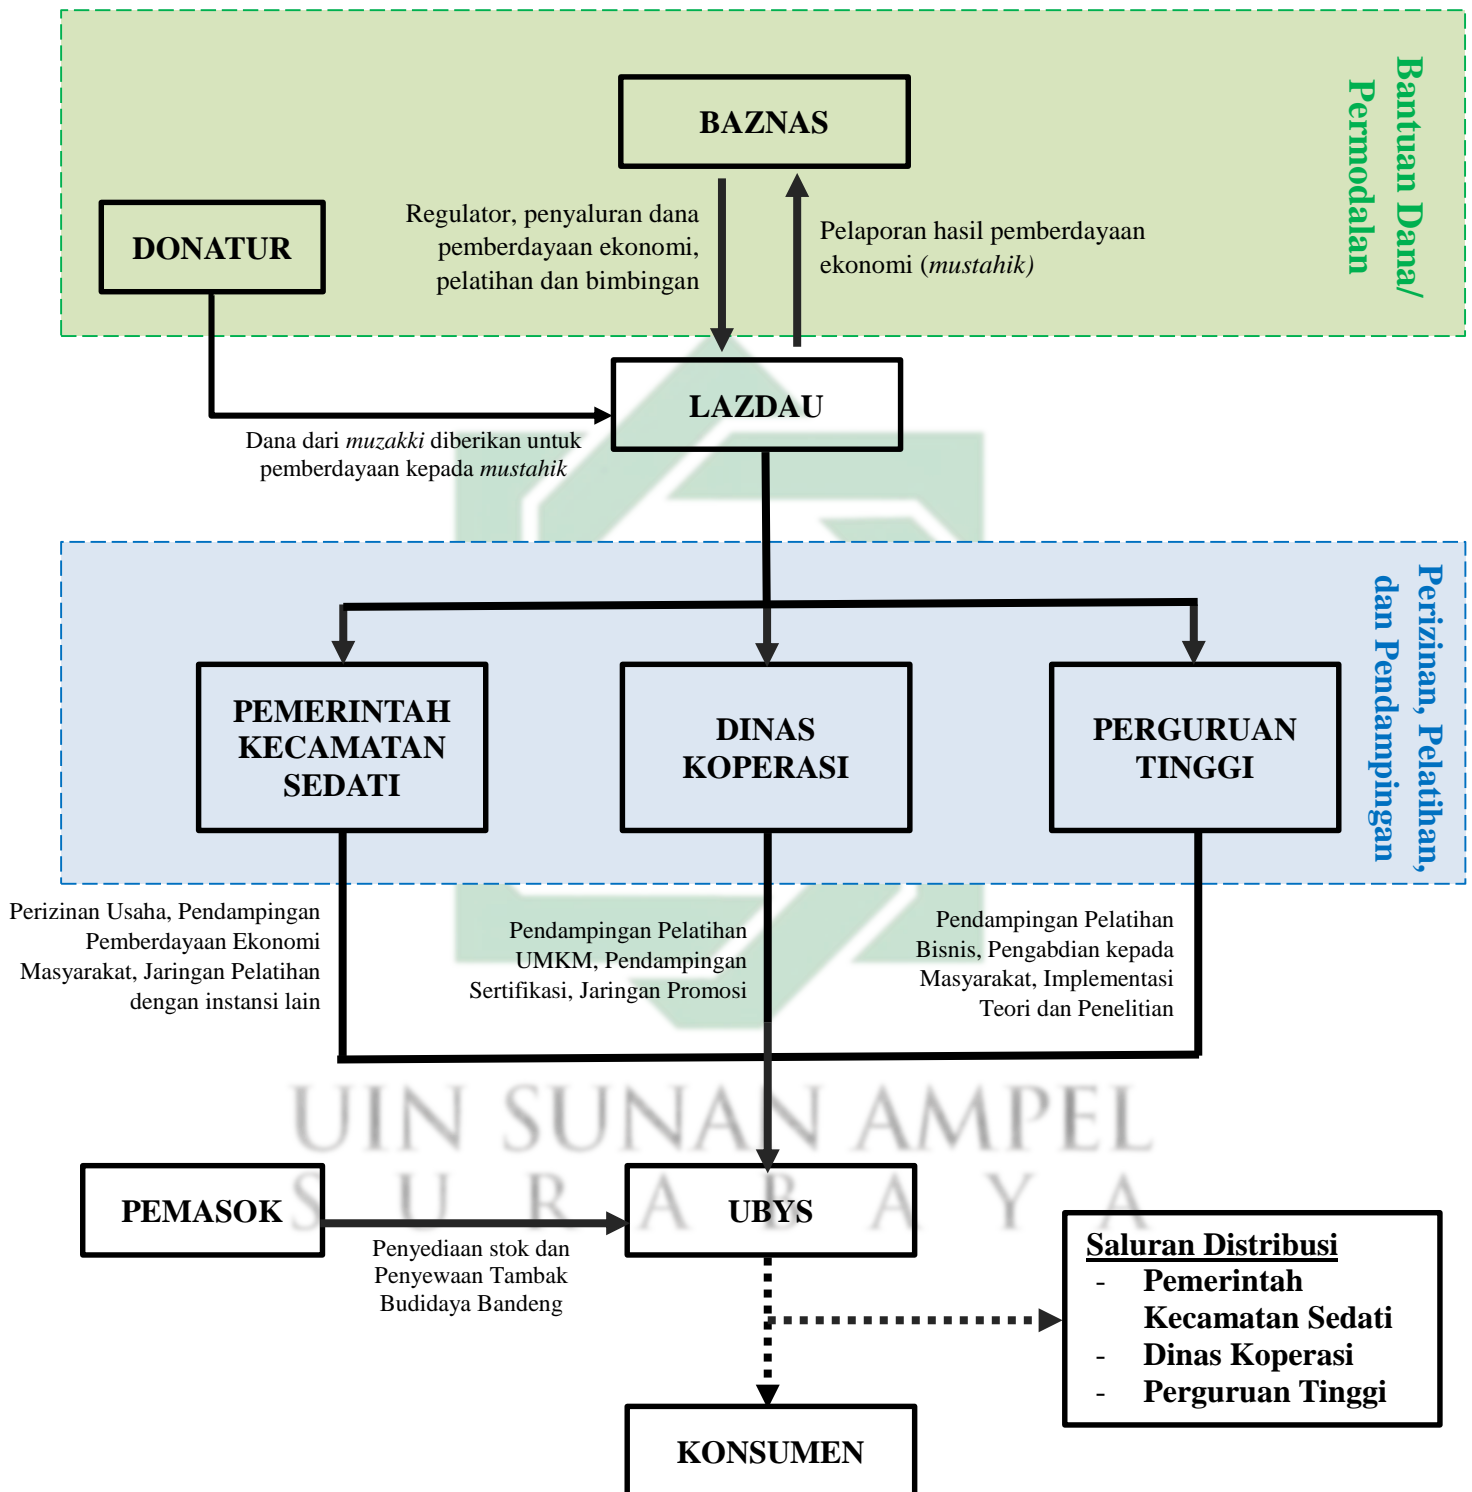 Bantuan Dana/
Permodalan
BAZNAS
DONATUR
Regulator, penyaluran dana
pemberdayaan ekonomi,
pelatihan dan bimbingan
Pelaporan hasil pemberdayaan
ekonomi (mustahik)
LAZDAU
Dana dari muzakki diberikan untuk
pemberdayaan kepada mustahik
Perizinan, Pelatihan,
dan Pendampingan
PEMERINTAH
KECAMATAN
SEDATI
DINAS
KOPERASI
PERGURUAN
TINGGI
Perizinan Usaha, Pendampingan
Pemberdayaan Ekonomi
Masyarakat, Jaringan Pelatihan
dengan instansi lain
Pendampingan Pelatihan
UMKM, Pendampingan
Sertifikasi, Jaringan Promosi
Pendampingan Pelatihan
Bisnis, Pengabdian kepada
Masyarakat, Implementasi
Teori dan Penelitian
UIN SUNAN AMPEL
SURABAYA
PEMASOK
Penyediaan stok dan
Penyewaan Tambak
Budidaya Bandeng
UBYS
Saluran Distribusi
- Pemerintah
Kecamatan Sedati
- Dinas Koperasi
- Perguruan Tinggi
KONSUMEN